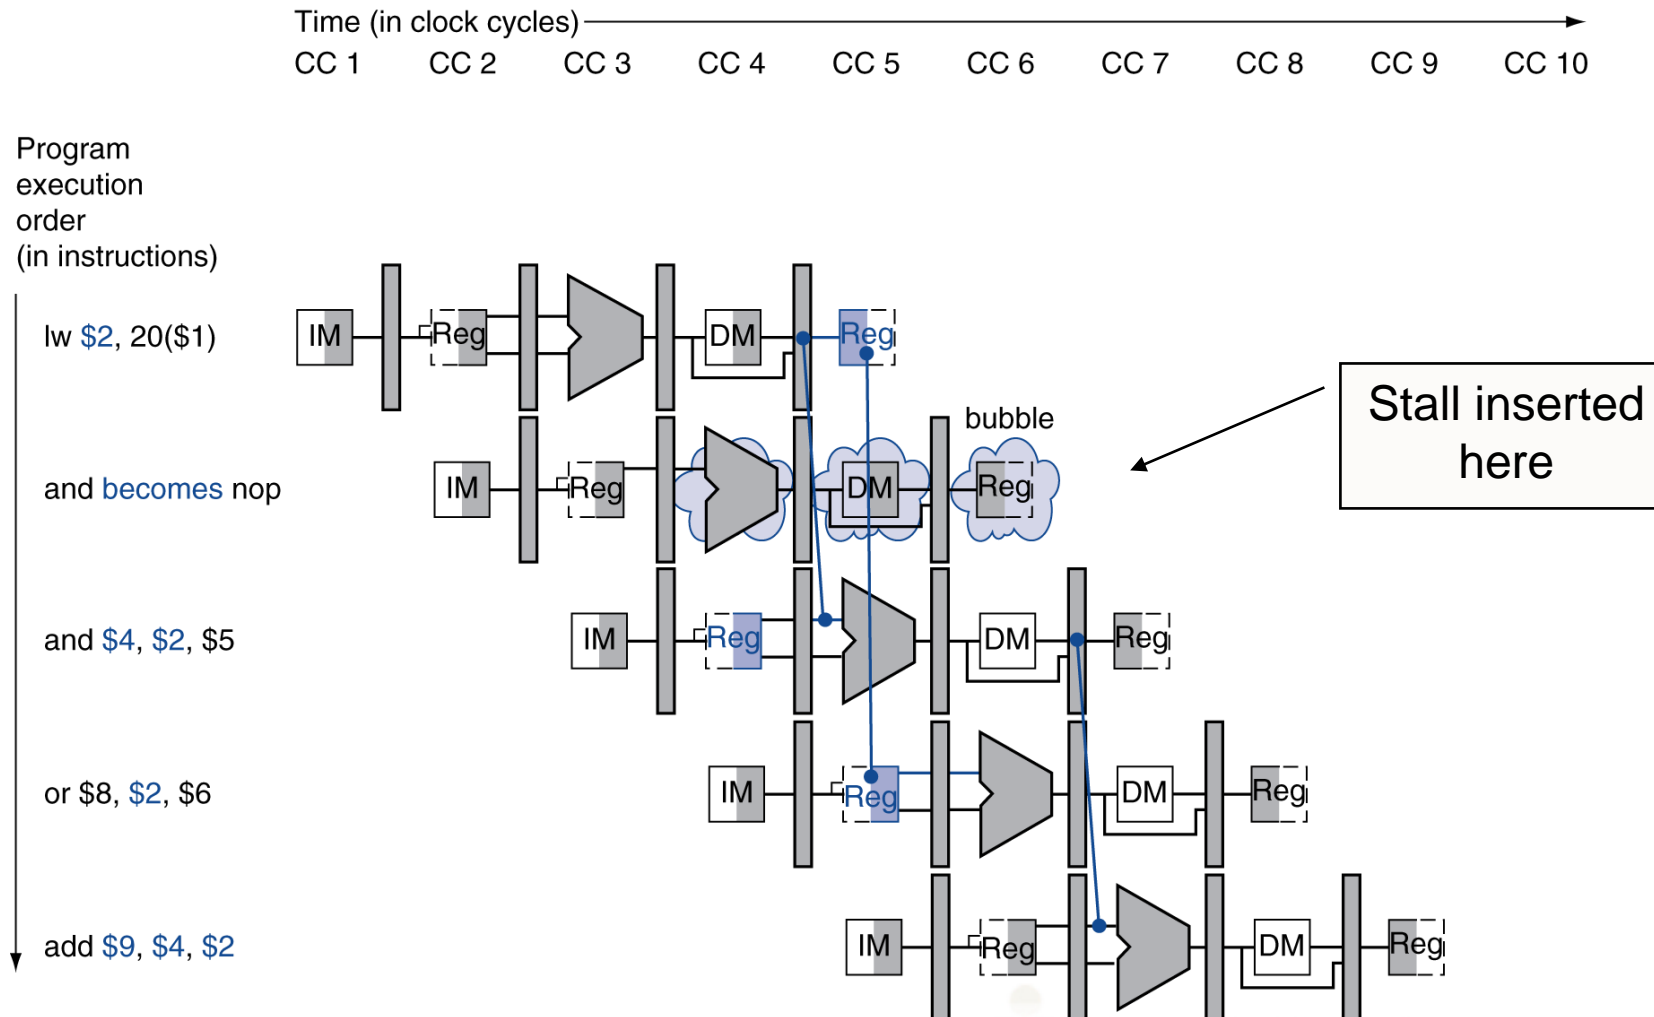 Time (in clock cycles)
CC 1 CC 2 CC 3 CC 4 CC 5 CC 6 CC 7 CC 8 CC 9 CC 10
Program
execution
order
(in instructions)
lw $2, 20($1) IM Reg DM Reg
Stall inserted
here
bubble
and becomes nop IM Reg DM Reg
and $4, $2, $5 IM Reg DM Reg
or $8, $2, $6 IM Reg DM Reg
add $9, $4, $2 IM Reg DM Reg